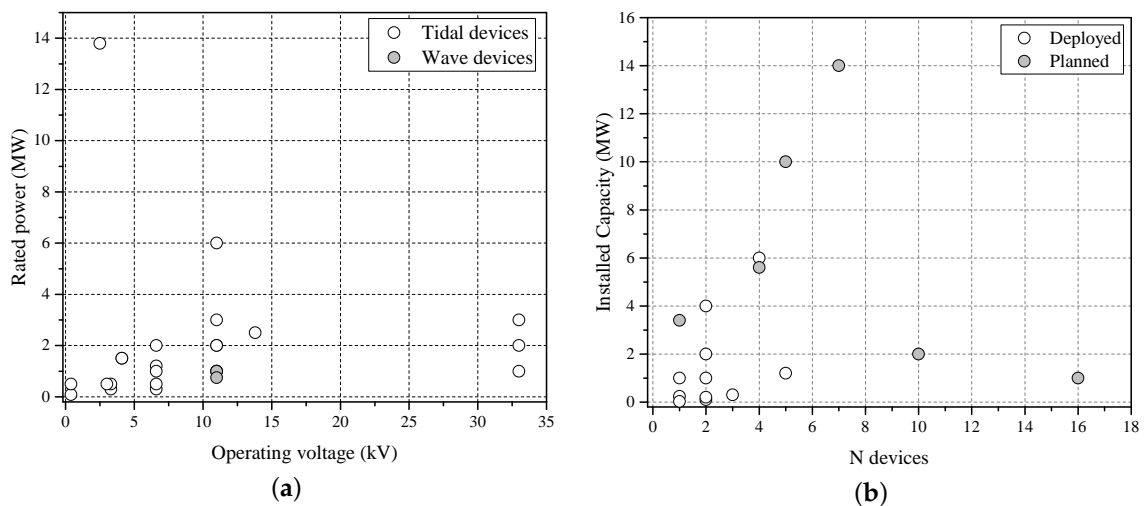 Tidal devices
Wave devices
14
12
10
8
6
4
2
0
Rated power (MW)
0 5 10 15 20 25 30 35
Operating voltage (kV)
(a)
Deployed
Planned
16
14
12
10
8
6
4
2
0
Installed Capacity (MW)
0 2 4 6 8 10 12 14 16 18
N devices
(b)